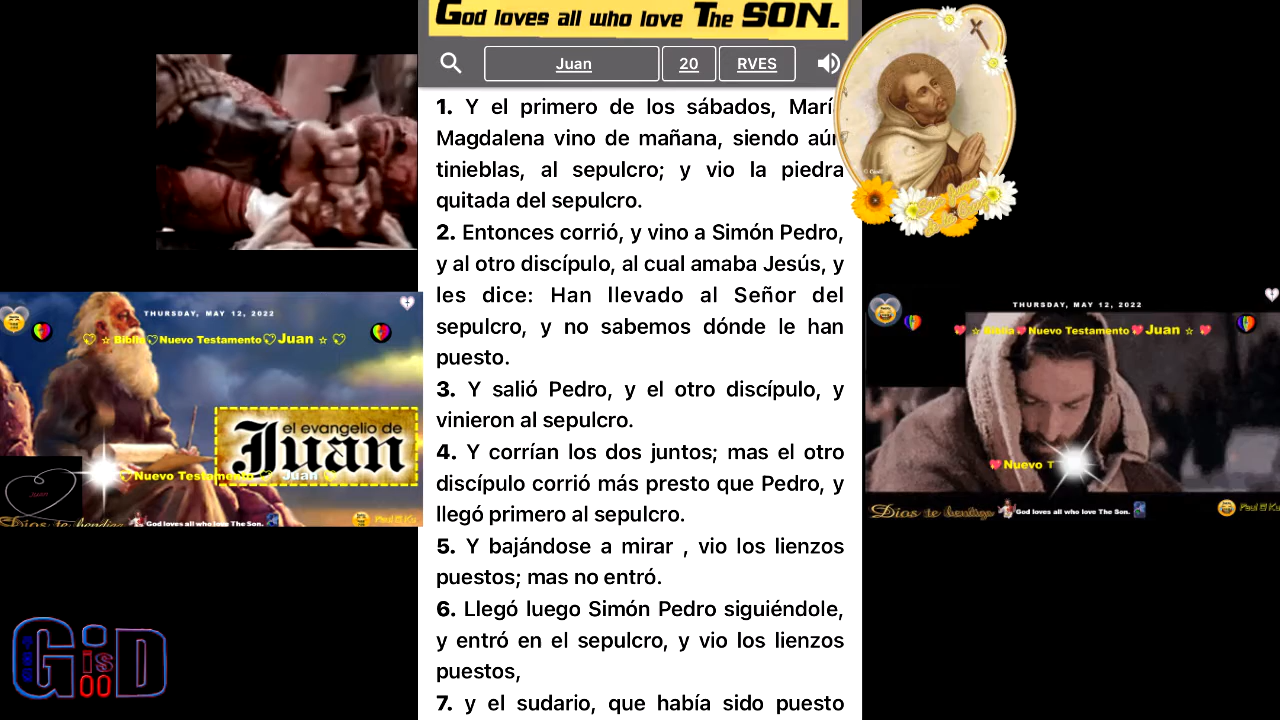 God loves all who love The SON.
Juan 20 RVES
1. Y el primero de los sábados, Marí
Magdalena vino de mañana, siendo aún
tinieblas, al sepulcro; y vio la piedra
quitada del sepulcro.
2. Entonces corrió, y vino a Simón Pedro,
y al otro discípulo, al cual amaba Jesús, y
les dice: Han llevado al Señor del
sepulcro, y no sabemos dónde le han
puesto.
3. Y salió Pedro, y el otro discípulo, y
vinieron al sepulcro.
4. Y corrían los dos juntos; mas el otro
discípulo corrió más presto que Pedro, y
llegó primero al sepulcro.
5. Y bajándose a mirar , vio los lienzos
puestos; mas no entró.
6. Llegó luego Simón Pedro siguiéndole,
y entró en el sepulcro, y vio los lienzos
puestos,
7. y el sudario, que había sido puesto
THURSDAY, MAY 12, 2022
☆ Biblia Nuevo Testamento Juan ☆
el evangelio de
Juan
Nuevo Testamento Juan
Dios te bendiga
God loves all who love The Son.
GisD
THURSDAY, MAY 12, 2022
☆ Biblia Nuevo Testamento Juan ☆
Nuevo T
Dios te bendiga
God loves all who love The Son.